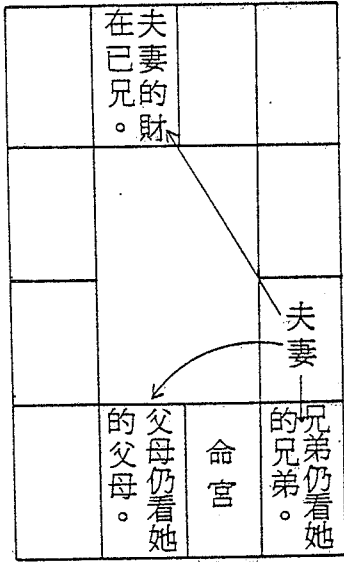 夫妻的財
在已兄。
夫妻
兄弟仍看她
的兄弟。
命宮
父母仍看她
的父母。